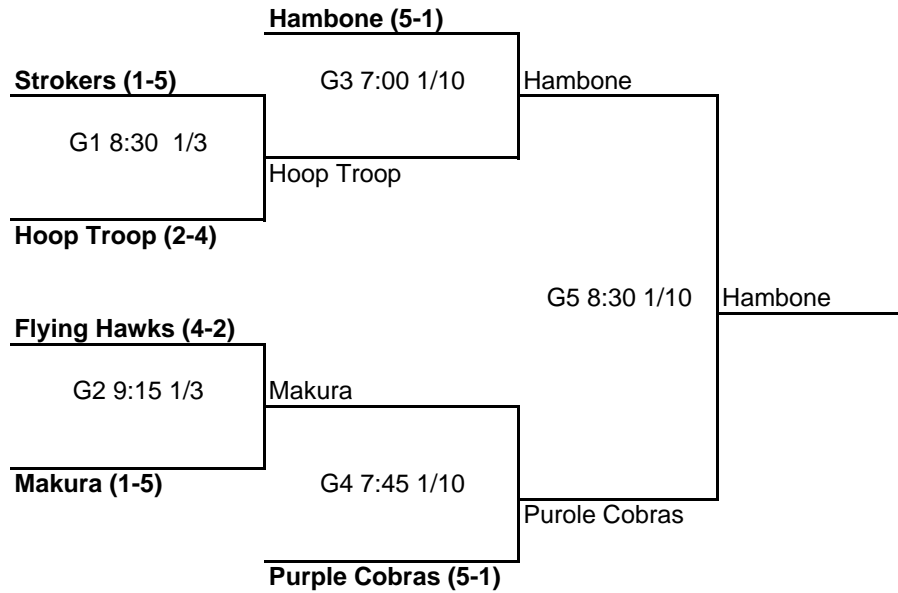 Hambone (5-1)
Strokers (1-5)
G3 7:00 1/10
Hambone
G1 8:30 1/3
Hoop Troop
Hoop Troop (2-4)
G5 8:30 1/10
Hambone
Flying Hawks (4-2)
G2 9:15 1/3
Makura
Makura (1-5)
G4 7:45 1/10
Purole Cobras
Purple Cobras (5-1)